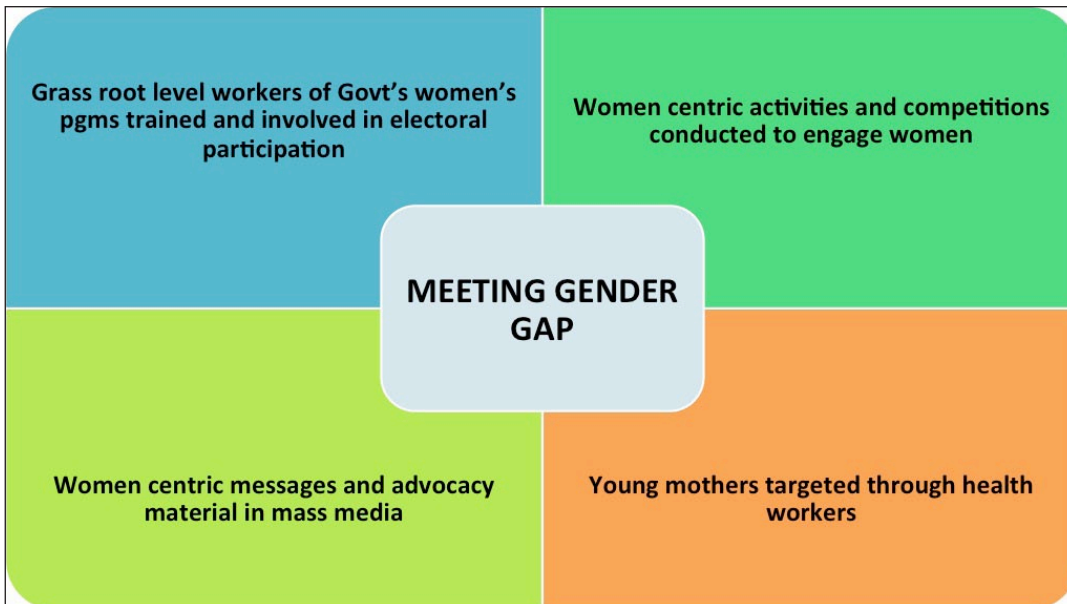 Grass root level workers of Govt’s women’s
pgms trained and involved in electoral
participation
Women centric activities and competitions
conducted to engage women
MEETING GENDER
GAP
Women centric messages and advocacy
material in mass media
Young mothers targeted through health
workers